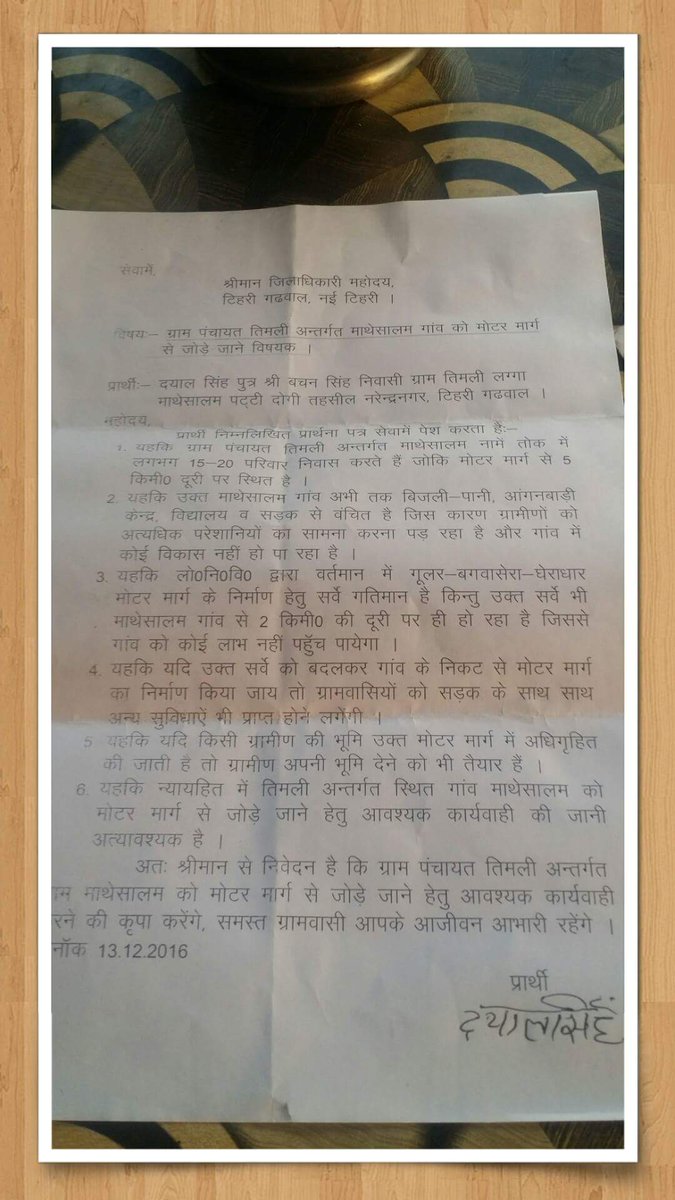 संवामें,
श्रीमान जिलाधिकारी महोदय,
टिहरी गढवाल, नई टिहरी ।
विषयः– ग्राम पंचायत तिमली अन्तर्गत माथेसालम गांव को मोटर मार्ग
से जोड़े जाने विषयक ।
प्रार्थीः– दयाल सिंह पुत्र श्री बचन सिंह निवासी ग्राम तिमली लग्गा
माथेसालम पट्टी दोगी तहसील नरेन्द्रनगर, टिहरी गढवाल ।
महोदय,
प्रार्थी निम्नलिखित प्रार्थना पत्र सेवामें पेश करता हैः–
1. यहकि ग्राम पंचायत तिमली अन्तर्गत माथेसालम नामें तोक में
लगभग 15–20 परिवार निवास करते हैं जोकि मोटर मार्ग से 5
किमी0 दूरी पर स्थित है ।
2. यहकि उक्त माथेसालम गांव अभी तक बिजली–पानी, आंगनबाड़ी
केन्द्र, विद्यालय व सड़क से वंचित है जिस कारण ग्रामीणों को
अत्यधिक परेशानियों का सामना करना पड़ रहा है और गांव में
कोई विकास नहीं हो पा रहा है ।
3. यहकि लो0नि0वि0 द्वारा वर्तमान में गूलर–बगवासेरा–घेराधार
मोटर मार्ग के निर्माण हेतु सर्वे गतिमान है किन्तु उक्त सर्वे भी
माथेसालम गांव से 2 किमी0 की दूरी पर ही हो रहा है जिससे
गांव को कोई लाभ नहीं पहुँच पायेगा ।
4. यहकि यदि उक्त सर्वे को बदलकर गांव के निकट से मोटर मार्ग
का निर्माण किया जाय तो ग्रामवासियों को सड़क के साथ साथ
अन्य सुविधाऐं भी प्राप्त होने लगेंगी ।
5. यहकि यदि किसी ग्रामीण की भूमि उक्त मोटर मार्ग में अधिगृहित
की जाती है तो ग्रामीण अपनी भूमि देने को भी तैयार हैं ।
6. यहकि न्यायहित में तिमली अन्तर्गत स्थित गांव माथेसालम को
मोटर मार्ग से जोड़े जाने हेतु आवश्यक कार्यवाही की जानी
अत्यावश्यक है ।
अतः श्रीमान से निवेदन है कि ग्राम पंचायत तिमली अन्तर्गत
ाम माथेसालम को मोटर मार्ग से जोड़े जाने हेतु आवश्यक कार्यवाही
रने की कृपा करेंगे, समस्त ग्रामवासी आपके आजीवन आभारी रहेंगे ।
नॉक 13.12.2016
प्रार्थी
दयालसिंह